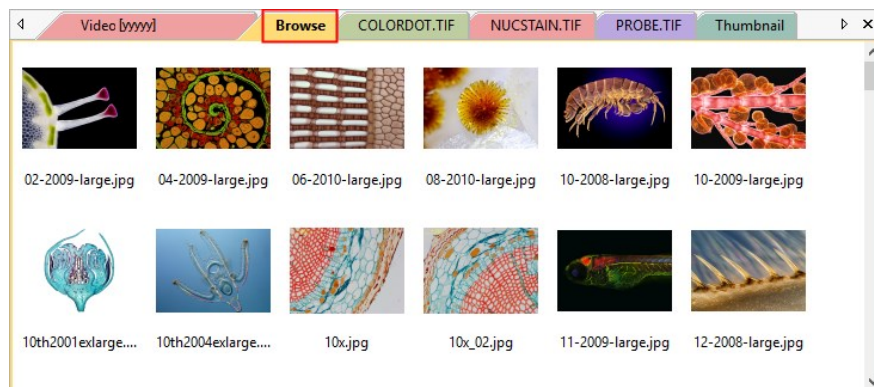 Video [yyyyy] Browse COLORDOT.TIF NUCSTAIN.TIF PROBE.TIF Thumbnail
02-2009-large.jpg 04-2009-large.jpg 06-2010-large.jpg 08-2010-large.jpg 10-2008-large.jpg 10-2009-large.jpg
10th2001exlarge.... 10th2004exlarge.... 10x.jpg 10x_02.jpg 11-2009-large.jpg 12-2008-large.jpg